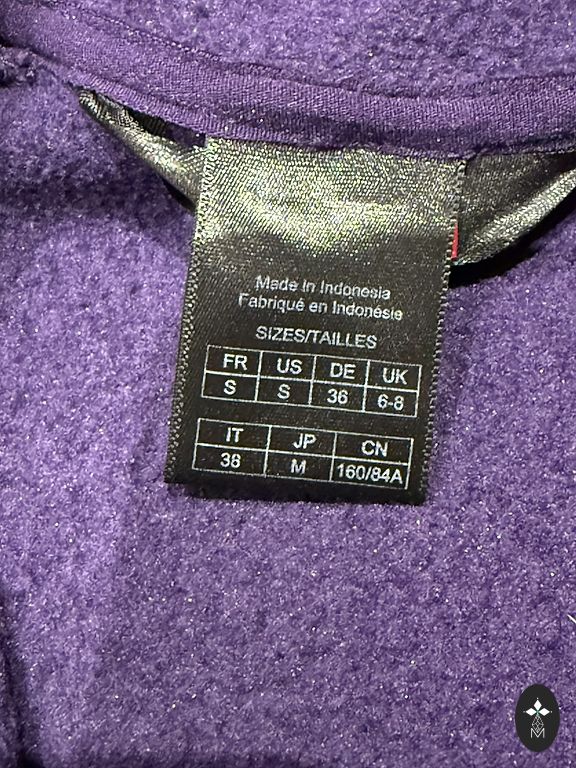 Made in Indonesia
Fabriqué en Indonésie
SIZES/TAILLES
FR US DE UK
S S 36 6-8
IT JP CN
38 M 160/84A
M